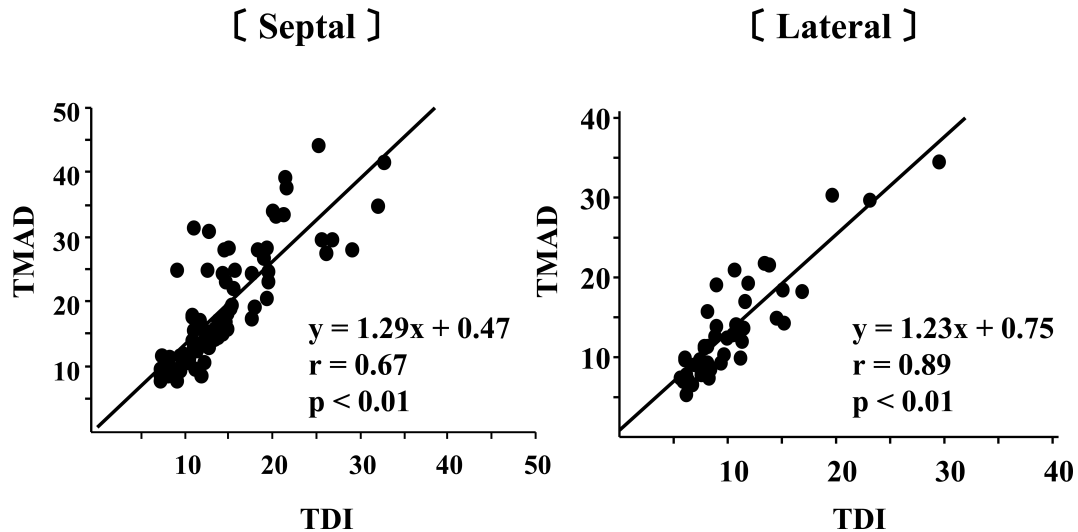 〔 Septal 〕
50
40
30
20
10
TMAD
y = 1.29x + 0.47
r = 0.67
p < 0.01
10 20 30 40 50
TDI
〔 Lateral 〕
40
30
20
10
TMAD
y = 1.23x + 0.75
r = 0.89
p < 0.01
10 20 30 40
TDI